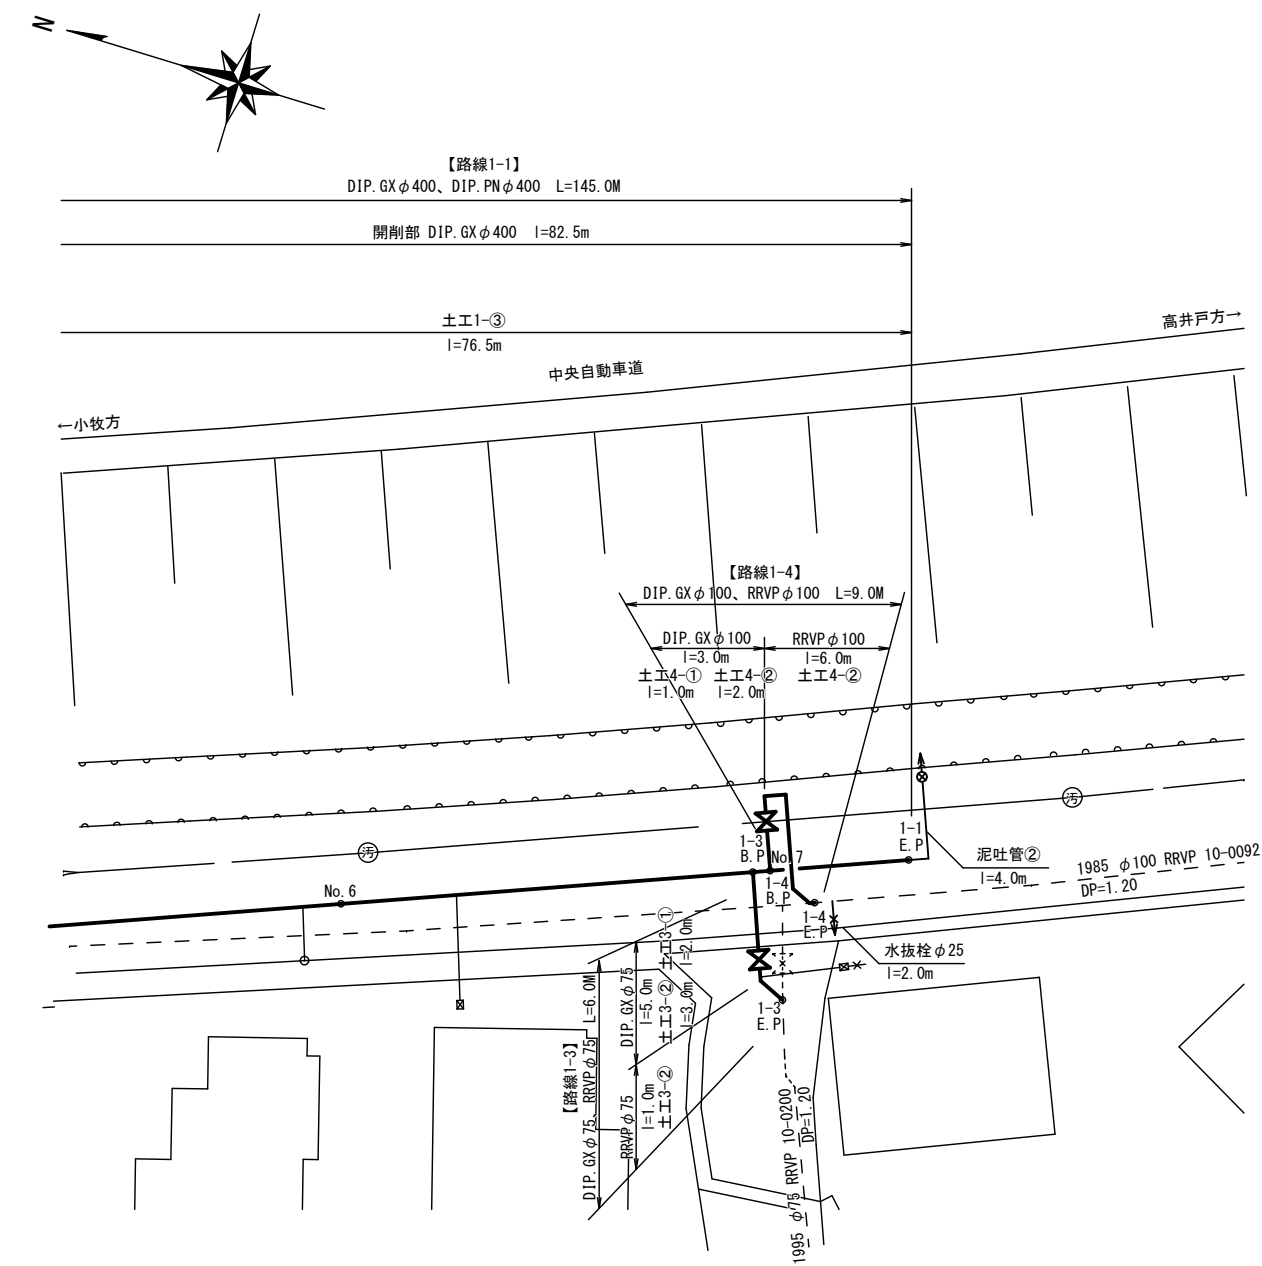 N
【路線1-1】
DIP.GXφ400、DIP.PNφ400 L=145.0M
開削部 DIP.GXφ400 l=82.5m
土工1-③
l=76.5m
高井戸方→
中央自動車道
←小牧方
【路線1-4】
DIP.GXφ100、RRVPφ100 L=9.0M
DIP.GXφ100
l=3.0m
RRVPφ100
l=6.0m
土工4-①
l=1.0m
土工4-②
l=2.0m
土工4-②
汚
汚
1-3
B.P
No.7
1-4
B.P
1-1
E.P
泥吐管②
l=4.0m
1985 φ100 RRVP 10-0092
DP=1.20
No.6
1-4
E.P
水抜栓φ25
l=2.0m
1-3
E.P
【路線1-3】
DIP.GXφ75、RRVPφ75 L=6.0M
DIP.GXφ75
l=5.0m
土工3-①
l=2.0m
土工3-②
l=3.0m
RRVPφ75
l=1.0m
土工3-②
1995 φ75 RRVP 10-0200
DP=1.20